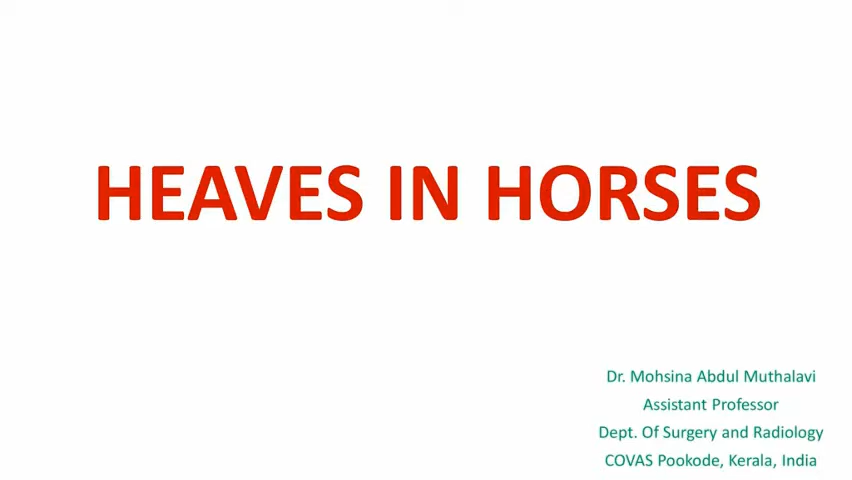 HEAVES IN HORSES
Dr. Mohsina Abdul Muthalavi
Assistant Professor
Dept. Of Surgery and Radiology
COVAS Pookode, Kerala, India